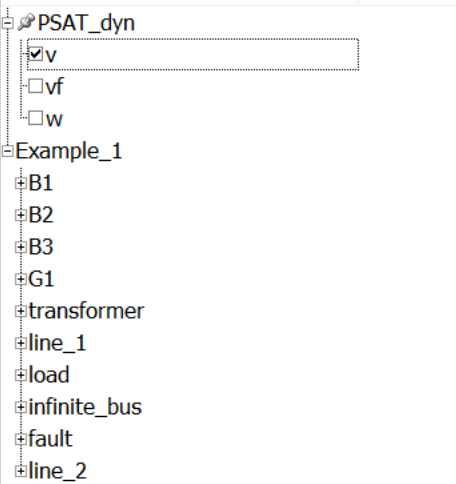 PSAT_dyn
v
vf
w
Example_1
B1
B2
B3
G1
transformer
line_1
load
infinite_bus
fault
line_2